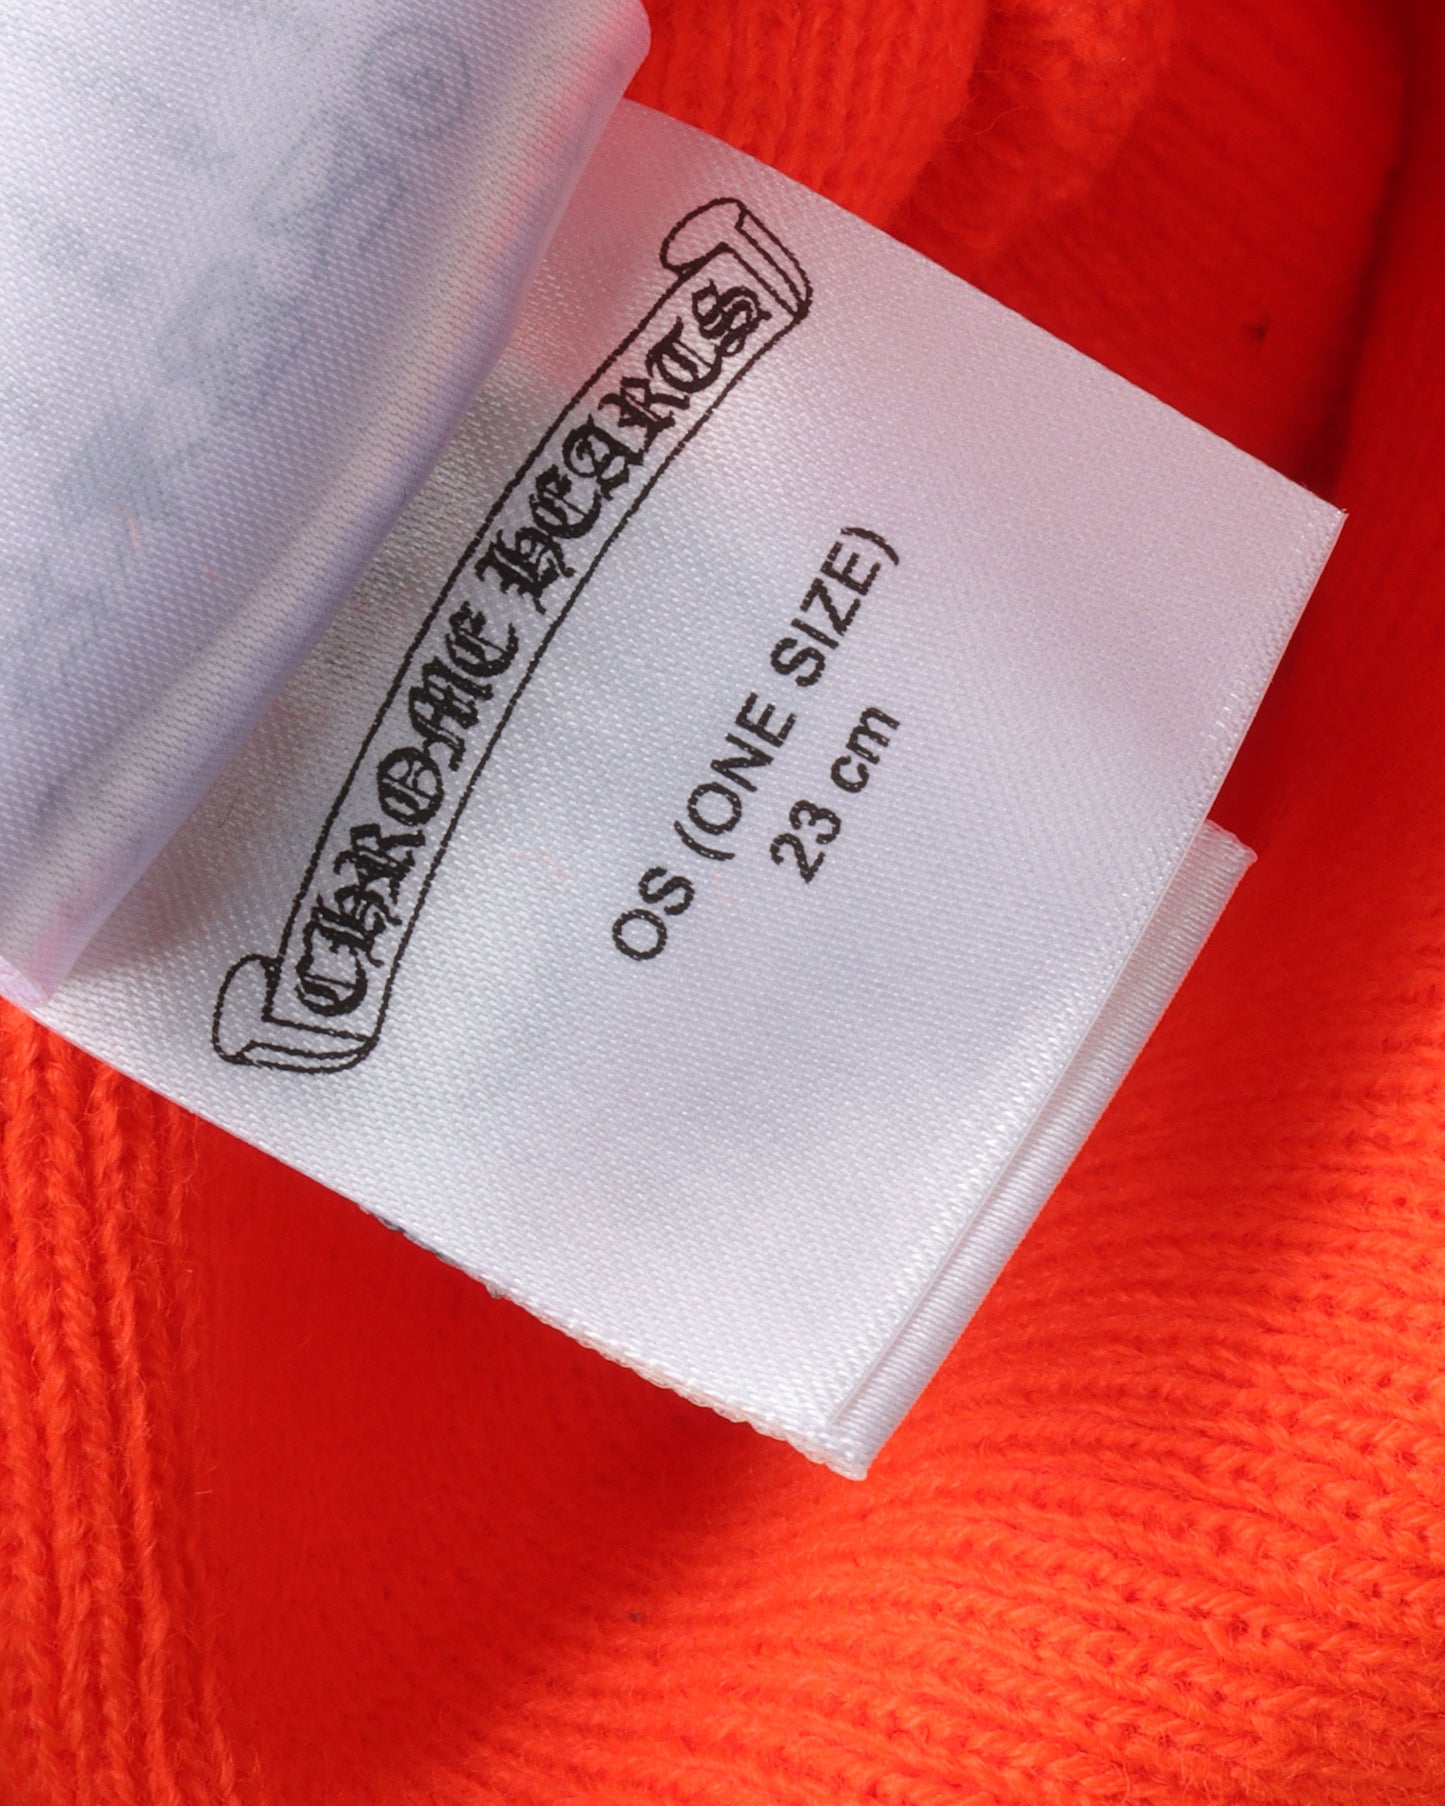 CHROME HEARTS
OS (ONE SIZE)
23 cm